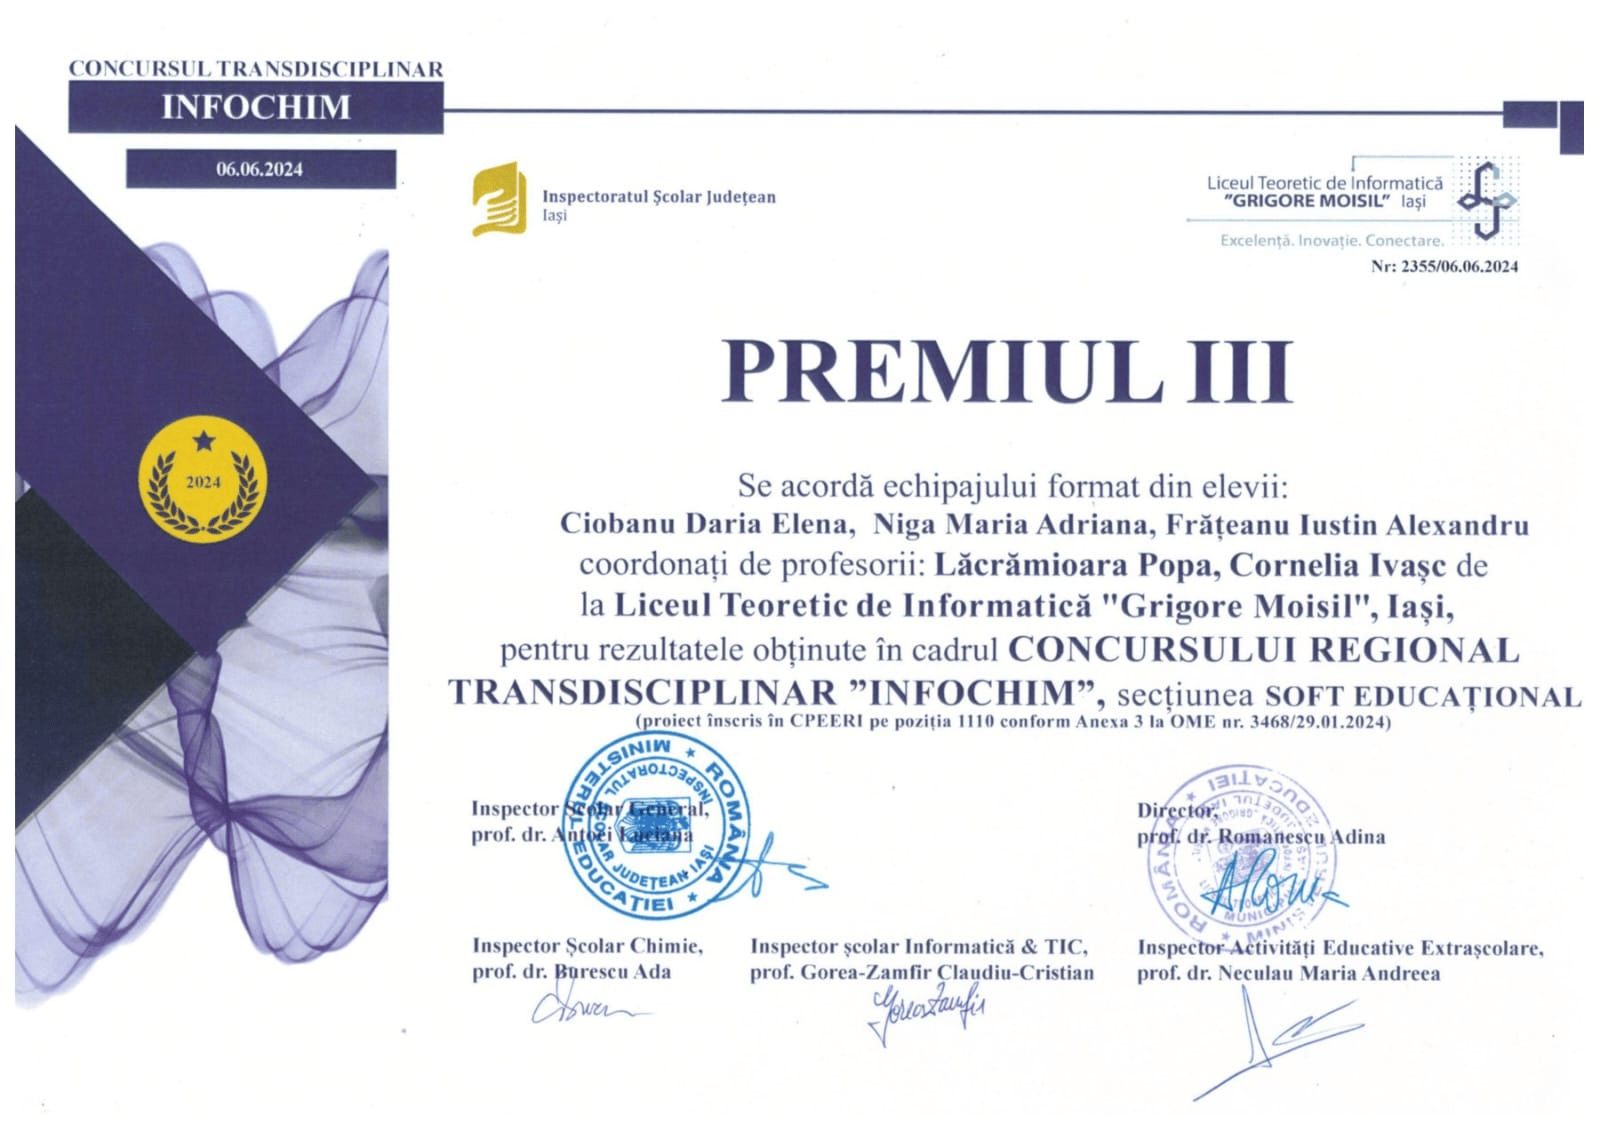 CONCURSUL TRANSDISCIPLINAR
INFOCHIM
06.06.2024
Inspectoratul Școlar Județean
Iași
Liceul Teoretic de Informatică
"GRIGORE MOISIL" Iași
Excelență. Inovație. Conectare.
Nr: 2355/06.06.2024
PREMIUL III
2024
Se acordă echipajului format din elevii:
Ciobanu Daria Elena, Niga Maria Adriana, Frățeanu Iustin Alexandru
coordonați de profesorii: Lăcrămioara Popa, Cornelia Ivașc de
la Liceul Teoretic de Informatică "Grigore Moisil", Iași,
pentru rezultatele obținute în cadrul CONCURSULUI REGIONAL
TRANSDISCIPLINAR ”INFOCHIM”, secțiunea SOFT EDUCAȚIONAL
(proiect înscris în CPEERI pe poziția 1110 conform Anexa 3 la OME nr. 3468/29.01.2024)
Inspector Școlar General,
prof. dr. Antoei Luciana
ROMÂNIA ★ MINISTERUL EDUCAȚIEI ★
INSPECTORATUL ȘCOLAR JUDEȚEAN IAȘI
Director,
prof. dr. Romanescu Adina
ROMÂNIA ★ MINISTERUL EDUCAȚIEI ★
Inspector Școlar Chimie,
prof. dr. Burescu Ada
Inspector școlar Informatică & TIC,
prof. Gorea-Zamfir Claudiu-Cristian
Inspector Activități Educative Extrașcolare,
prof. dr. Neculau Maria Andreea